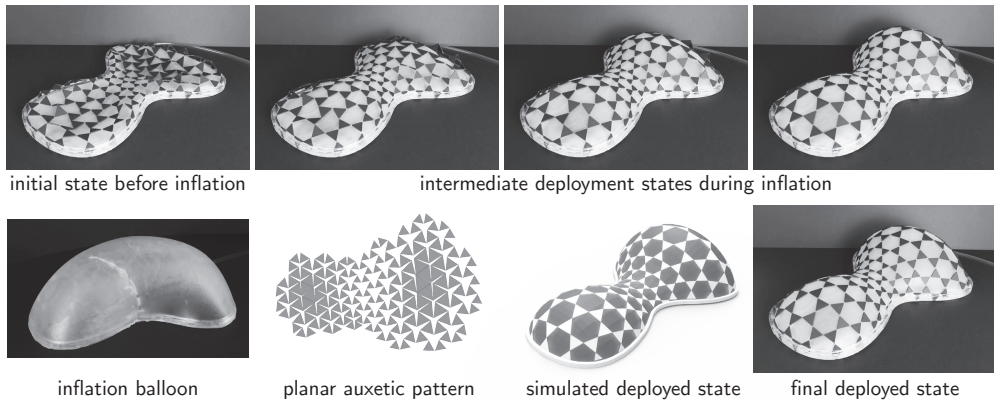 initial state before inflation
intermediate deployment states during inflation
inflation balloon
planar auxetic pattern
simulated deployed state
final deployed state